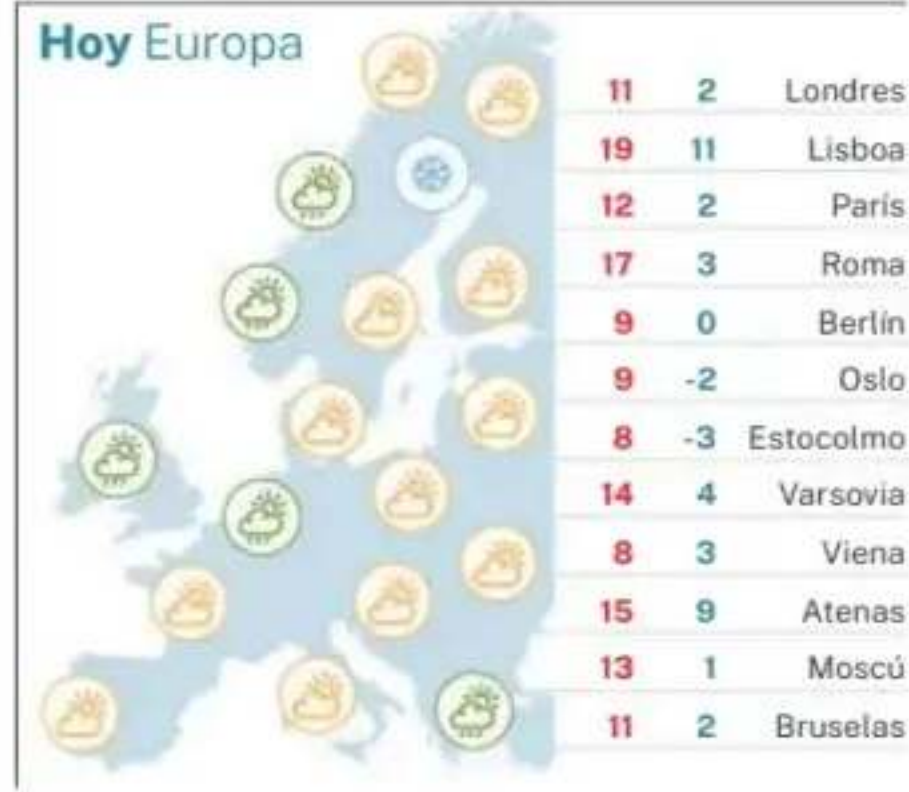 Hoy Europa
11 2 Londres
19 11 Lisboa
12 2 París
17 3 Roma
9 0 Berlín
9 -2 Oslo
8 -3 Estocolmo
14 4 Varsovia
8 3 Viena
15 9 Atenas
13 1 Moscú
11 2 Bruselas